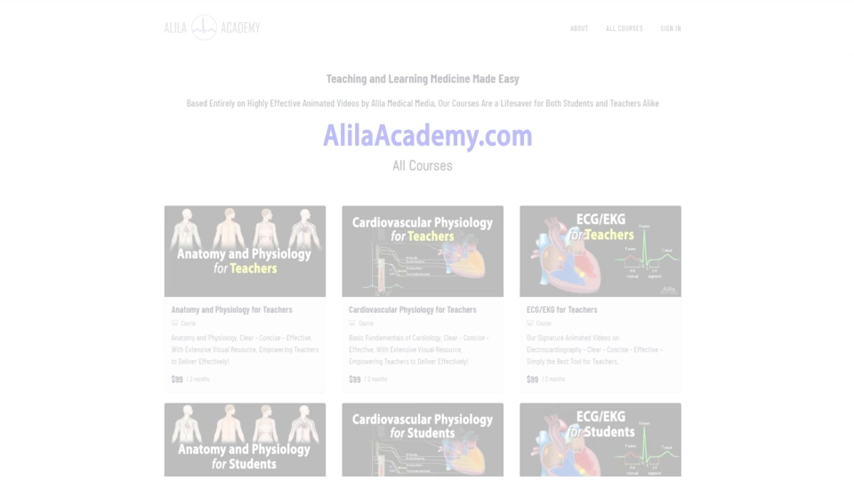 ALILA ACADEMY
ABOUT ALL COURSES SIGN IN
Teaching and Learning Medicine Made Easy
Based Entirely on Highly Effective Animated Videos by Alila Medical Media, Our Courses Are a Lifesaver for Both Students and Teachers Alike
AlilaAcademy.com
All Courses
Anatomy and Physiology
for Teachers
Anatomy and Physiology for Teachers
Course
Anatomy and Physiology, Clear - Concise - Effective,
With Extensive Visual Resource, Empowering Teachers
to Deliver Effectively!
$99 / 2 months
Cardiovascular Physiology
for Teachers
Cardiovascular Physiology for Teachers
Course
Basic Fundamentals of Cardiology, Clear - Concise -
Effective, With Extensive Visual Resource,
Empowering Teachers to Deliver Effectively!
$99 / 2 months
ECG/EKG
for Teachers
ECG/EKG for Teachers
Course
Our Signature Animated Videos on
Electrocardiography - Clear - Concise - Effective -
Simply the Best Tool for Teachers,
$99 / 2 months
Anatomy and Physiology
for Students
Cardiovascular Physiology
for Students
ECG/EKG
for Students